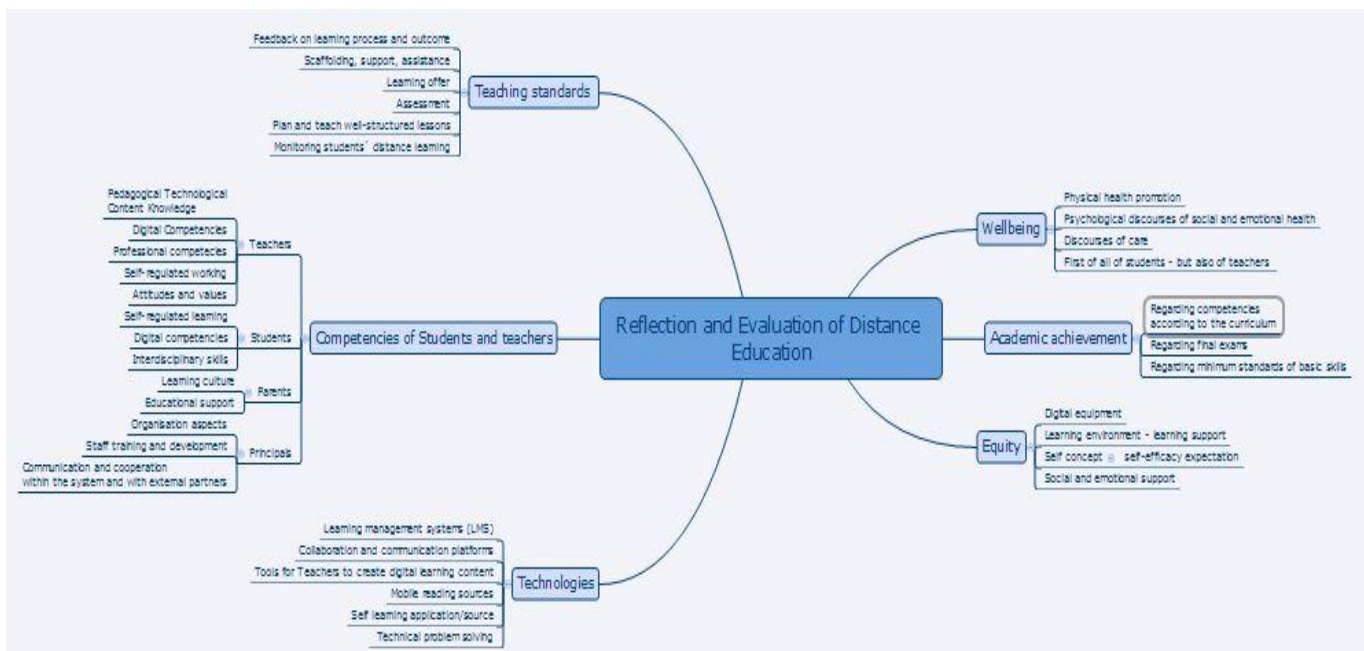 Feedback on learning process and outcome
Scaffolding, support, assistance
Learning offer
Assessment
Plan and teach well-structured lessons
Monitoring students´ distance learning
Teaching standards
Pedagogical Technological
Content Knowledge
Digital Competencies
Professional competecies
Self-regulated working
Attitudes and values
Teachers
Self-regulated learning
Digital competencies
Interdisciplinary skills
Students
Learning culture
Educational support
Parents
Organisation aspects
Staff training and development
Communication and cooperation
within the system and with external partners
Principals
Competencies of Students and teachers
Learning management systems (LMS)
Collaboration and communication platforms
Tools for Teachers to create digital learning content
Mobile reading sources
Self learning application/source
Technical problem solving
Technologies
Reflection and Evaluation of Distance
Education
Wellbeing
Physical health promotion
Psychological discourses of social and emotional health
Discourses of care
First of all of students - but also of teachers
Academic achievement
Regarding competencies
according to the curriculum
Regarding final exams
Regarding minimum standards of basic skills
Equity
Digital equipment
Learning environment - learning support
Self concept self-efficacy expectation
Social and emotional support